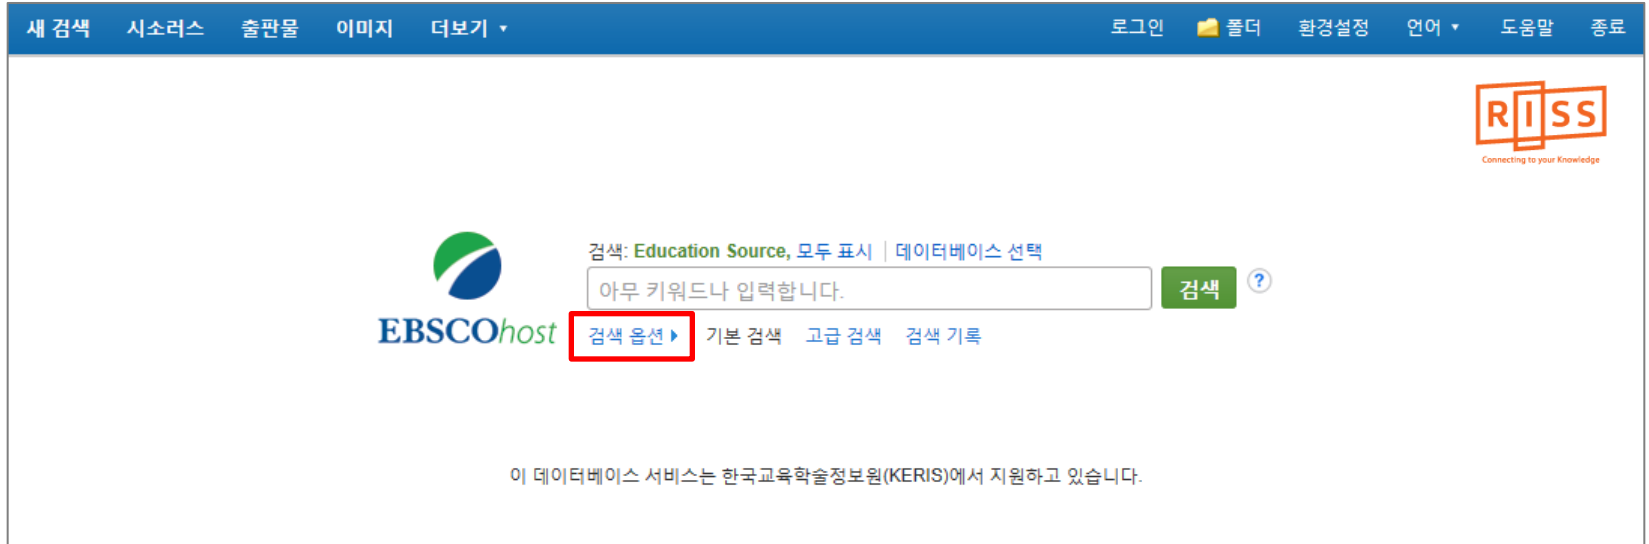 새 검색 시소러스 출판물 이미지 더보기 로그인 폴더 환경설정 언어 도움말 종료
RISS
Connecting to your Knowledge
검색: Education Source, 모두 표시 | 데이터베이스 선택
아무 키워드나 입력합니다. 검색 ?
EBSCOhost 검색 옵션 기본 검색 고급 검색 검색 기록
이 데이터베이스 서비스는 한국교육학술정보원(KERIS)에서 지원하고 있습니다.